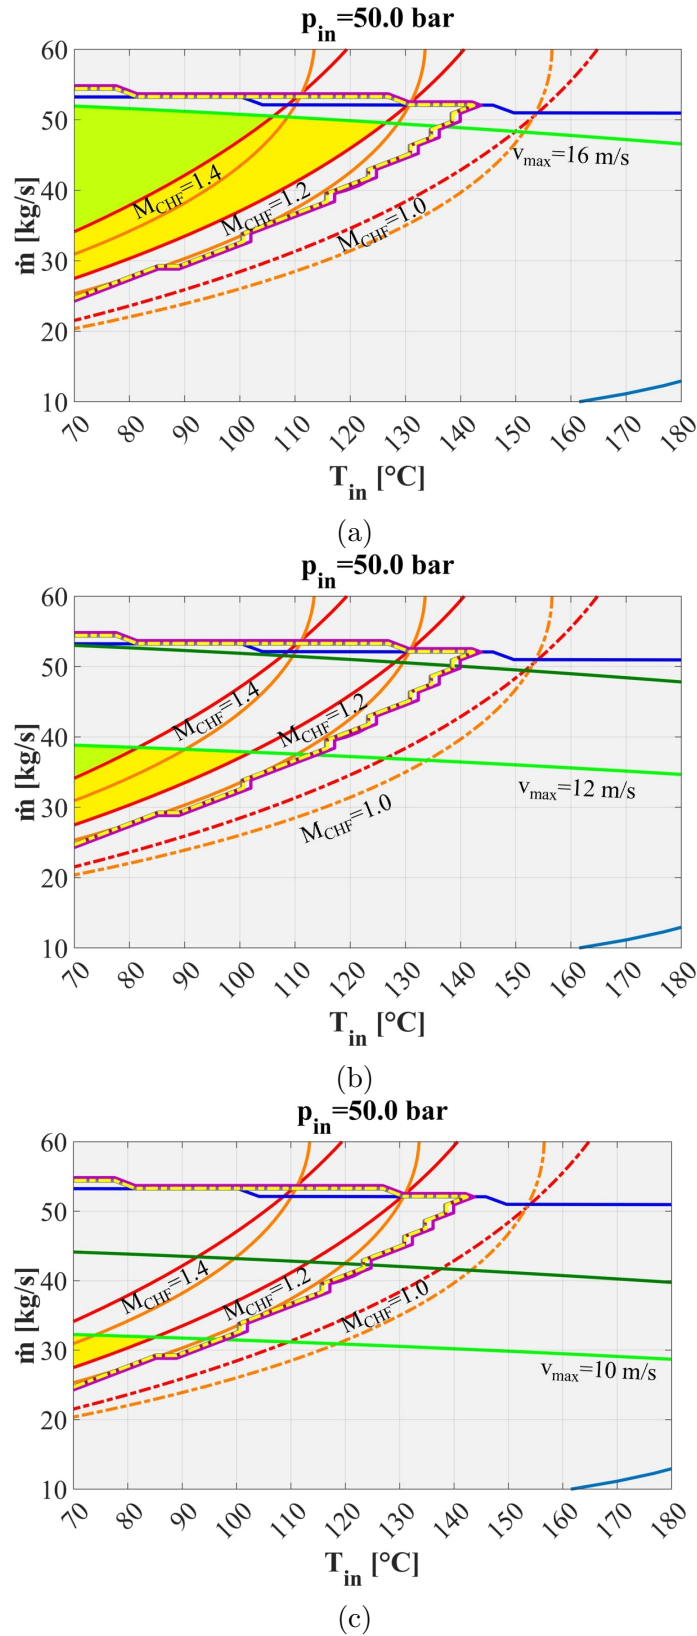 p_in=50.0 bar
60
50
40
30
20
10
ṁ [kg/s]
M_CHF=1.4
M_CHF=1.2
M_CHF=1.0
v_max=16 m/s
70 80 90 100 110 120 130 140 150 160 170 180
T_in [°C]
(a)
p_in=50.0 bar
60
50
40
30
20
10
ṁ [kg/s]
M_CHF=1.4
M_CHF=1.2
M_CHF=1.0
v_max=12 m/s
70 80 90 100 110 120 130 140 150 160 170 180
T_in [°C]
(b)
p_in=50.0 bar
60
50
40
30
20
10
ṁ [kg/s]
M_CHF=1.4
M_CHF=1.2
M_CHF=1.0
v_max=10 m/s
70 80 90 100 110 120 130 140 150 160 170 180
T_in [°C]
(c)